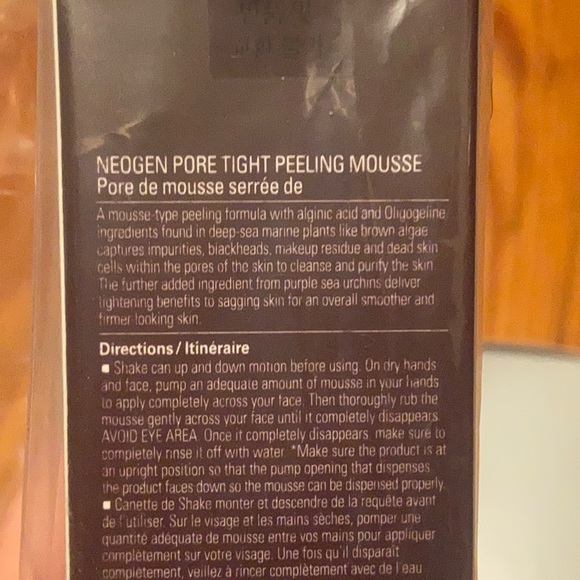 NEOGEN PORE TIGHT PEELING MOUSSE
Pore de mousse serrée de
A mousse-type peeling formula with alginic acid and Oligogeline
ingredients found in deep-sea marine plants like brown algae
captures impurities, blackheads, makeup residue and dead skin
cells within the pores of the skin to cleanse and purify the skin
The further added ingredient from purple sea urchins deliver
tightening benefits to sagging skin for an overall smoother and
firmer looking skin.
Directions / Itinéraire
▪ Shake can up and down motion before using. On dry hands
and face, pump an adequate amount of mousse in your hands
to apply completely across your face. Then thoroughly rub the
mousse gently across your face until it completely disappears.
AVOID EYE AREA. Once it completely disappears, make sure to
completely rinse it off with water. *Make sure the product is at
an upright position so that the pump opening that dispenses
the product faces down so the mousse can be dispensed properly.
▪ Canette de Shake monter et descendre de la requête avant
de l'utiliser. Sur le visage et les mains sèches, pomper une
quantité adéquate de mousse entre vos mains pour appliquer
complètement sur votre visage. Une fois qu'il disparaît
complètement, veillez à rincer complètement avec de l'eau